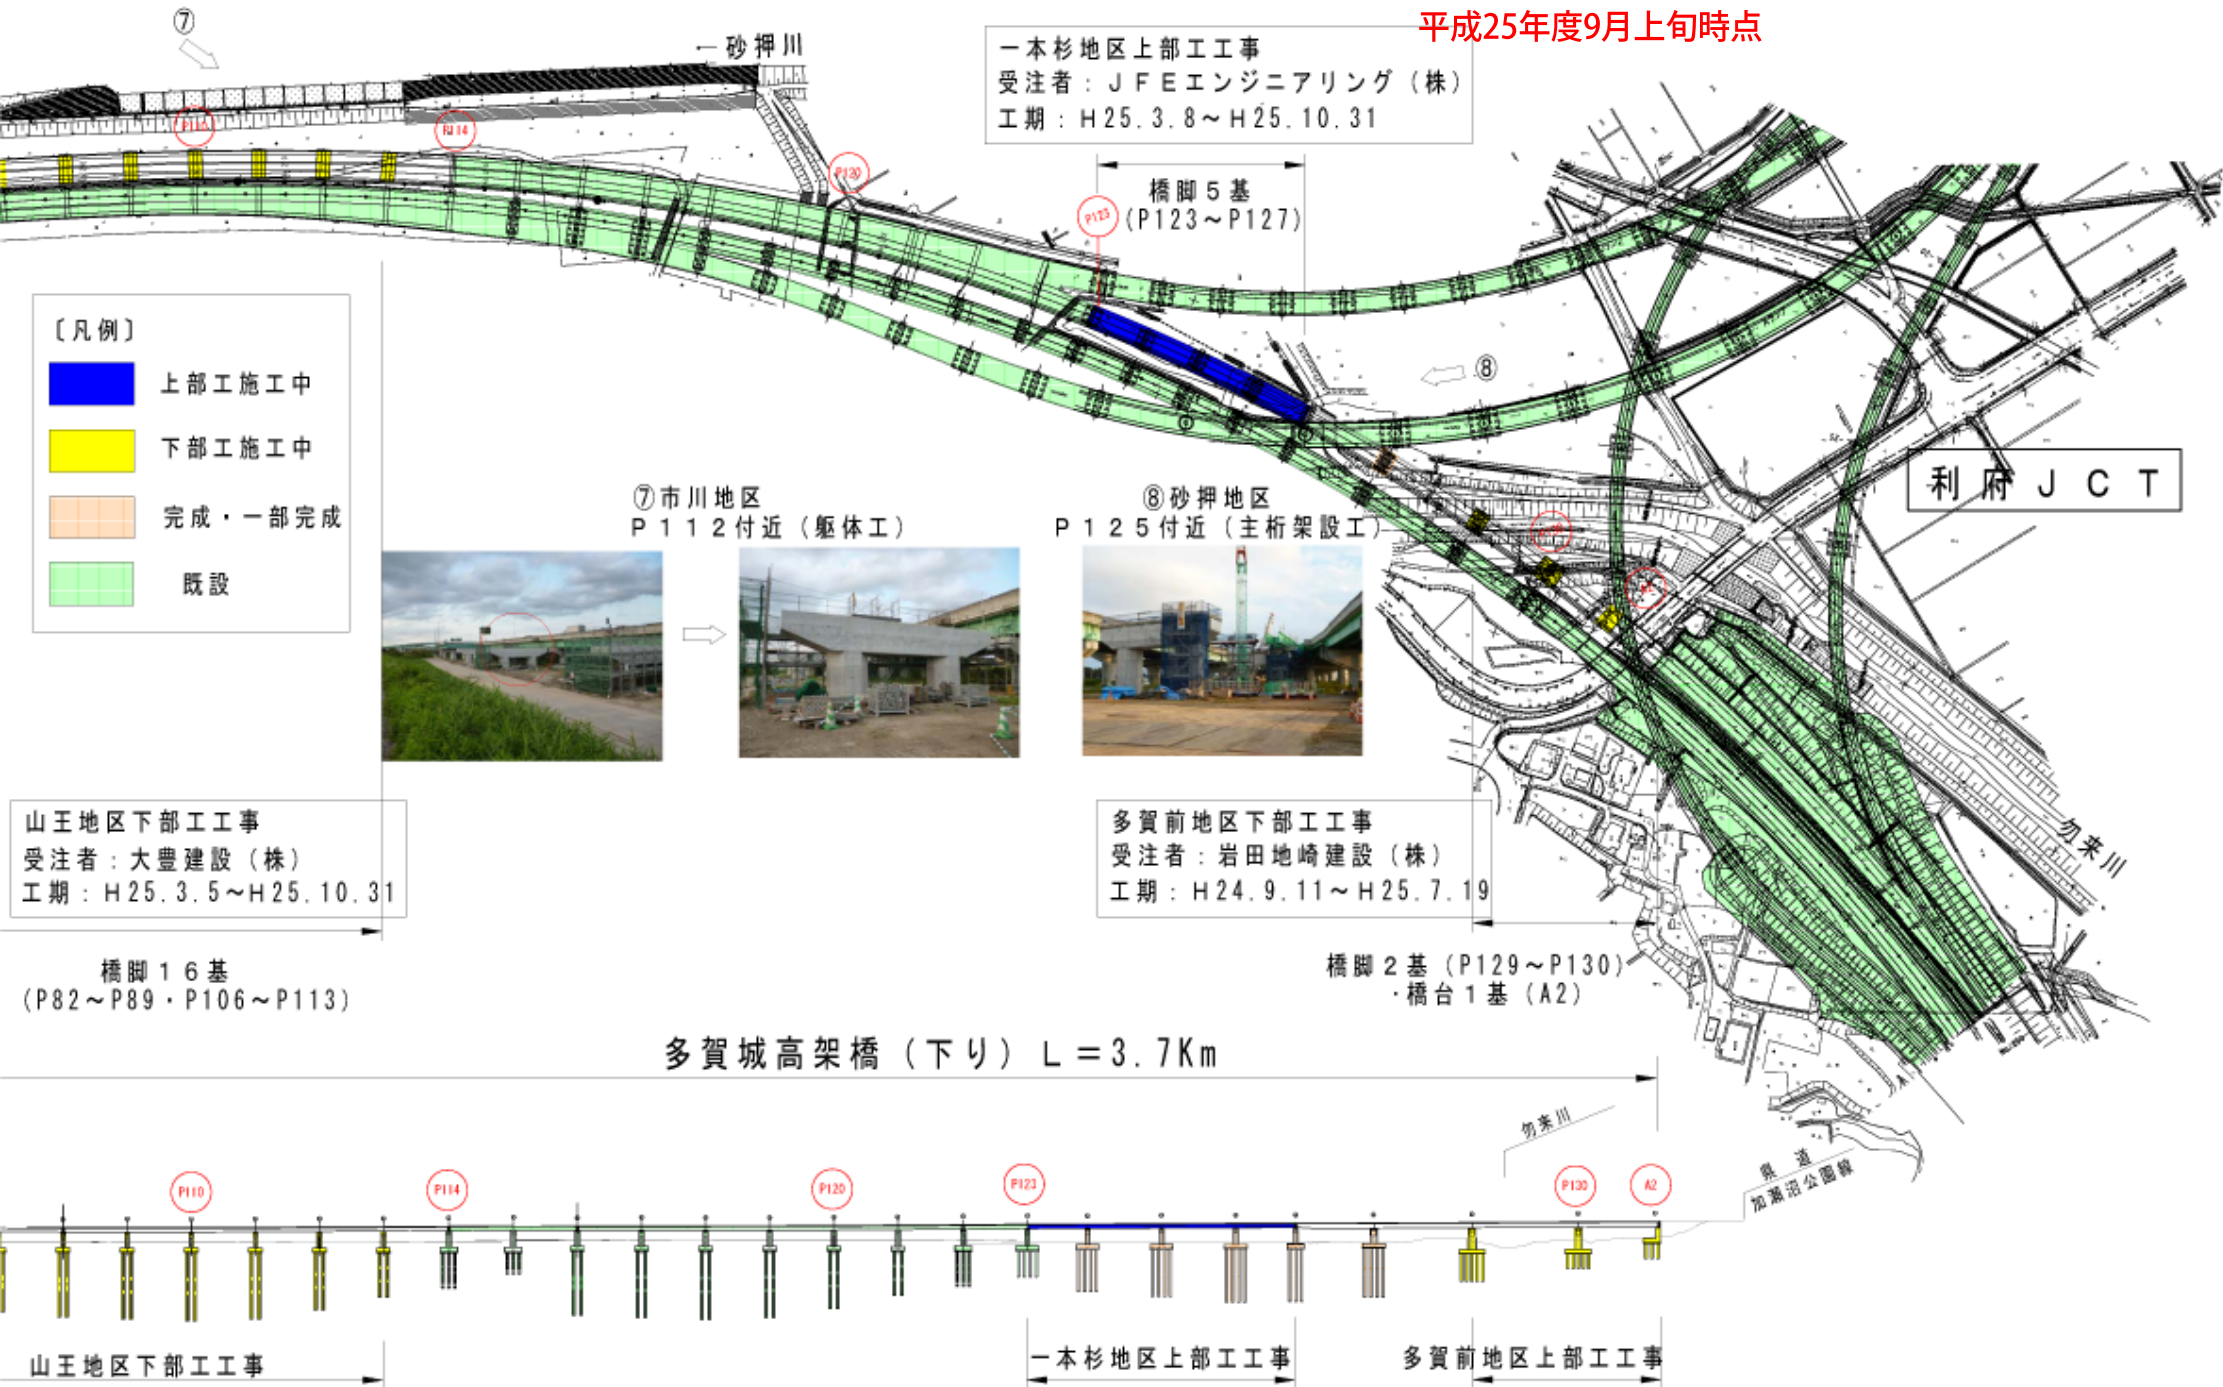 平成25年度9月上旬時点
⑦
←砂押川
一本杉地区上部工工事
受注者：ＪＦＥエンジニアリング（株）
工期：Ｈ25.3.8～Ｈ25.10.31
P110
P114
P120
橋脚５基
(P123～P127)
P123
〔凡例〕
上部工施工中
下部工施工中
完成・一部完成
既設
⑧
利府ＪＣＴ
⑦市川地区
Ｐ１１２付近（躯体工）
⑧砂押地区
Ｐ１２５付近（主桁架設工）
A2
勿来川
山王地区下部工工事
受注者：大豊建設（株）
工期：Ｈ25.3.5～Ｈ25.10.31
多賀前地区下部工工事
受注者：岩田地崎建設（株）
工期：Ｈ24.9.11～Ｈ25.7.19
橋脚１６基
(P82～P89・P106～P113)
橋脚２基（P129～P130）
・橋台１基（A2）
多賀城高架橋（下り）Ｌ＝3.7Km
勿来川
県道
加瀬沼公園線
P110
P114
P120
P123
P130
A2
山王地区下部工工事
一本杉地区上部工工事
多賀前地区上部工工事